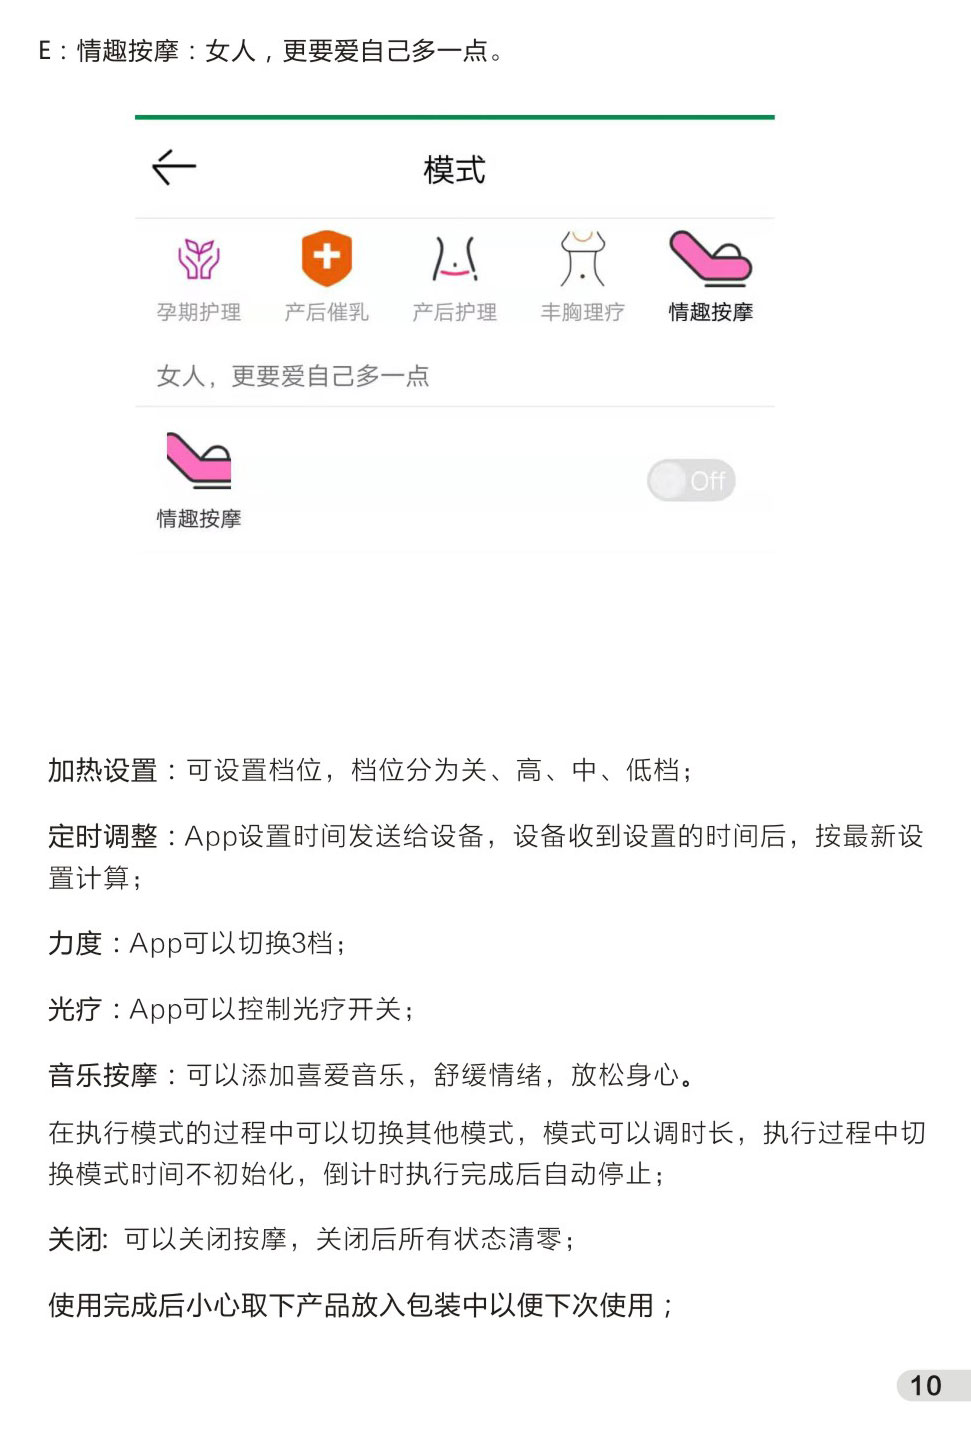 E：情趣按摩：女人，更要爱自己多一点。
模式
孕期护理 产后催乳 产后护理 丰胸理疗 情趣按摩
女人，更要爱自己多一点
Off
情趣按摩
加热设置：可设置档位，档位分为关、高、中、低档；
定时调整：App设置时间发送给设备，设备收到设置的时间后，按最新设
置计算；
力度：App可以切换3档；
光疗：App可以控制光疗开关；
音乐按摩：可以添加喜爱音乐，舒缓情绪，放松身心。
在执行模式的过程中可以切换其他模式，模式可以调时长，执行过程中切
换模式时间不初始化，倒计时执行完成后自动停止；
关闭: 可以关闭按摩，关闭后所有状态清零；
使用完成后小心取下产品放入包装中以便下次使用；
10